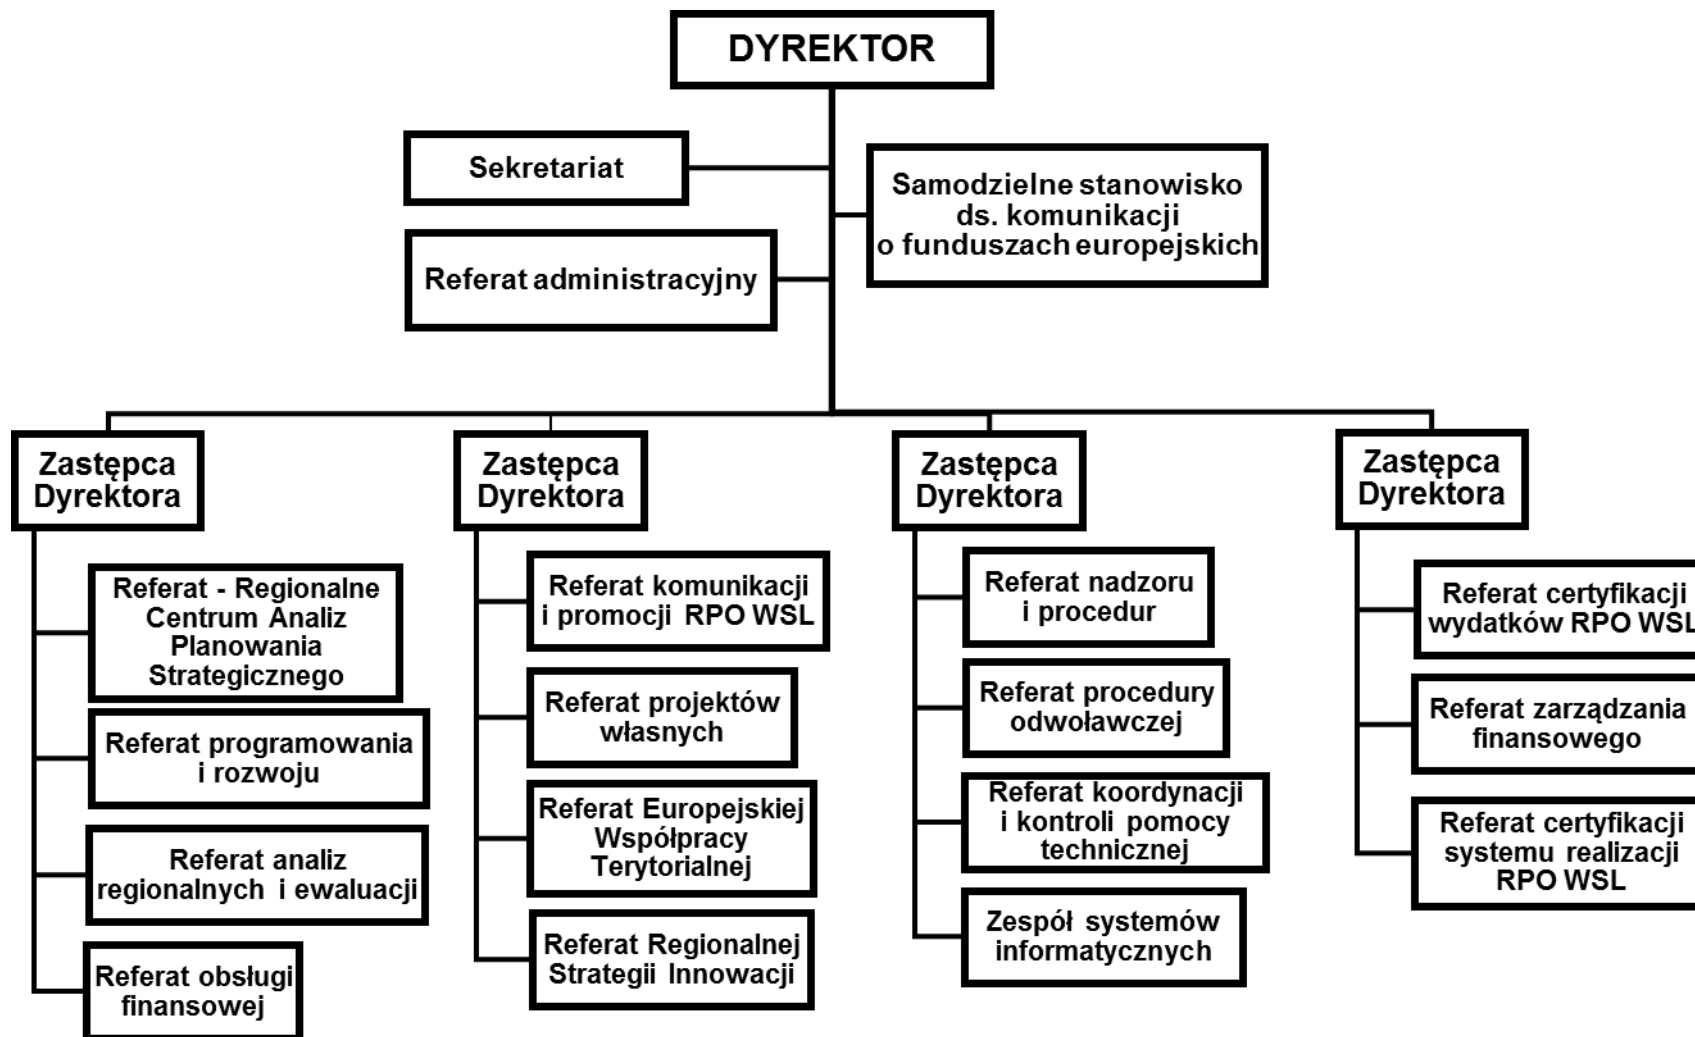 DYREKTOR
Sekretariat
Samodzielne stanowisko
ds. komunikacji
o funduszach europejskich
Referat administracyjny
Zastępca
Dyrektora
Referat - Regionalne
Centrum Analiz
Planowania
Strategicznego
Referat programowania
i rozwoju
Referat analiz
regionalnych i ewaluacji
Referat obsługi
finansowej
Zastępca
Dyrektora
Referat komunikacji
i promocji RPO WSL
Referat projektów
własnych
Referat Europejskiej
Współpracy
Terytorialnej
Referat Regionalnej
Strategii Innowacji
Zastępca
Dyrektora
Referat nadzoru
i procedur
Referat procedury
odwoławczej
Referat koordynacji
i kontroli pomocy
technicznej
Zespół systemów
informatycznych
Zastępca
Dyrektora
Referat certyfikacji
wydatków RPO WSL
Referat zarządzania
finansowego
Referat certyfikacji
systemu realizacji
RPO WSL